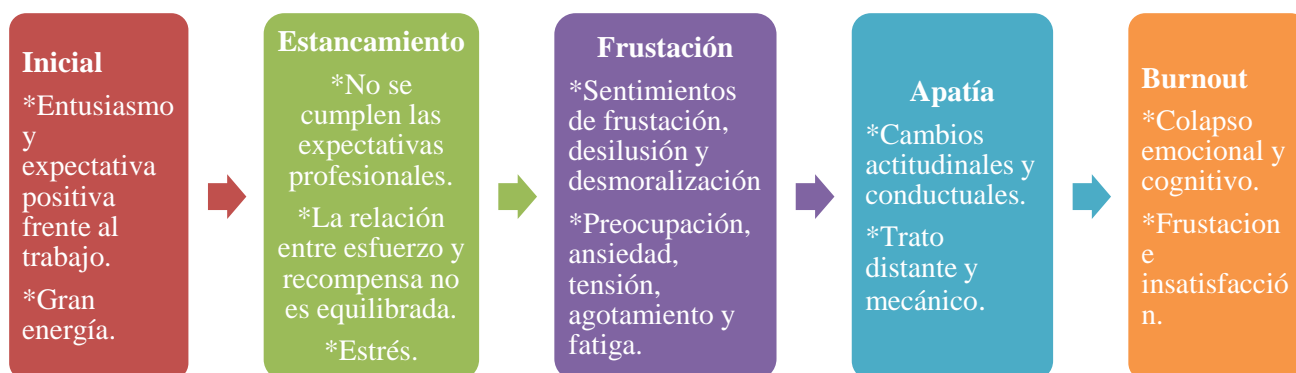 Inicial
*Entusiasmo
y
expectativa
positiva
frente al
trabajo.
*Gran
energía.
Estancamiento
*No se
cumplen las
expectativas
profesionales.
*La relación
entre esfuerzo y
recompensa no
es equilibrada.
*Estrés.
Frustación
*Sentimientos
de frustación,
desilusión y
desmoralización
*Preocupación,
ansiedad,
tensión,
agotamiento y
fatiga.
Apatía
*Cambios
actitudinales y
conductuales.
*Trato
distante y
mecánico.
Burnout
*Colapso
emocional y
cognitivo.
*Frustacion
e
insatisfacció
n.